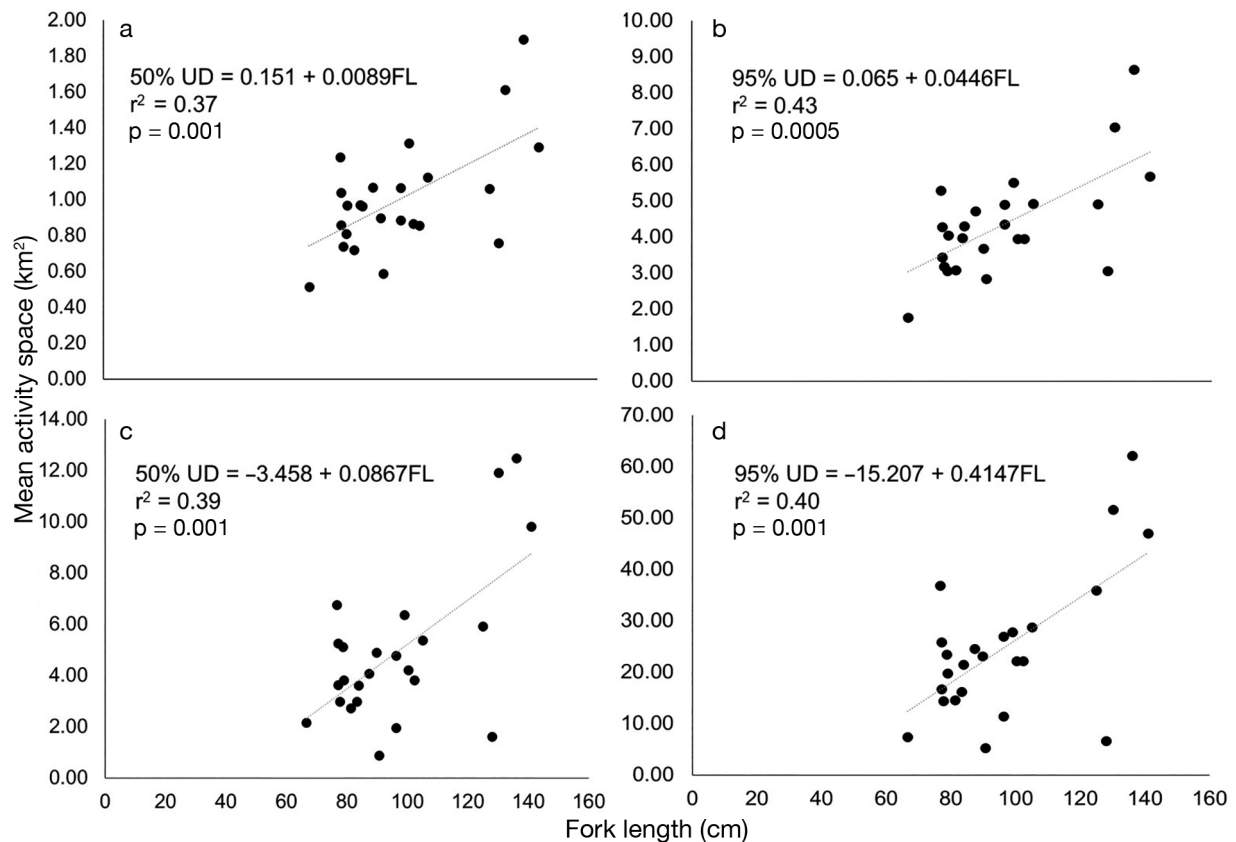 Mean activity space (km²)
a
50% UD = 0.151 + 0.0089FL
r² = 0.37
p = 0.001
2.00
1.80
1.60
1.40
1.20
1.00
0.80
0.60
0.40
0.20
0.00
b
95% UD = 0.065 + 0.0446FL
r² = 0.43
p = 0.0005
10.00
9.00
8.00
7.00
6.00
5.00
4.00
3.00
2.00
1.00
0.00
c
50% UD = –3.458 + 0.0867FL
r² = 0.39
p = 0.001
14.00
12.00
10.00
8.00
6.00
4.00
2.00
0.00
0 20 40 60 80 100 120 140 160
d
95% UD = –15.207 + 0.4147FL
r² = 0.40
p = 0.001
70.00
60.00
50.00
40.00
30.00
20.00
10.00
0.00
0 20 40 60 80 100 120 140 160
Fork length (cm)